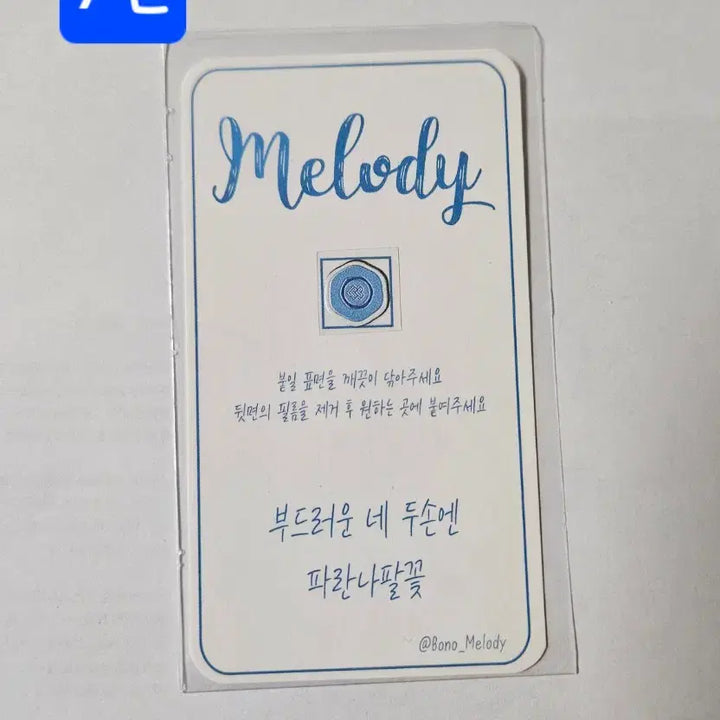 Melody
붙일 표면을 깨끗이 닦아주세요
뒷면의 필름을 제거 후 원하는 곳에 붙여주세요
부드러운 네 두손엔
파란나팔꽃
@Bono_Melody